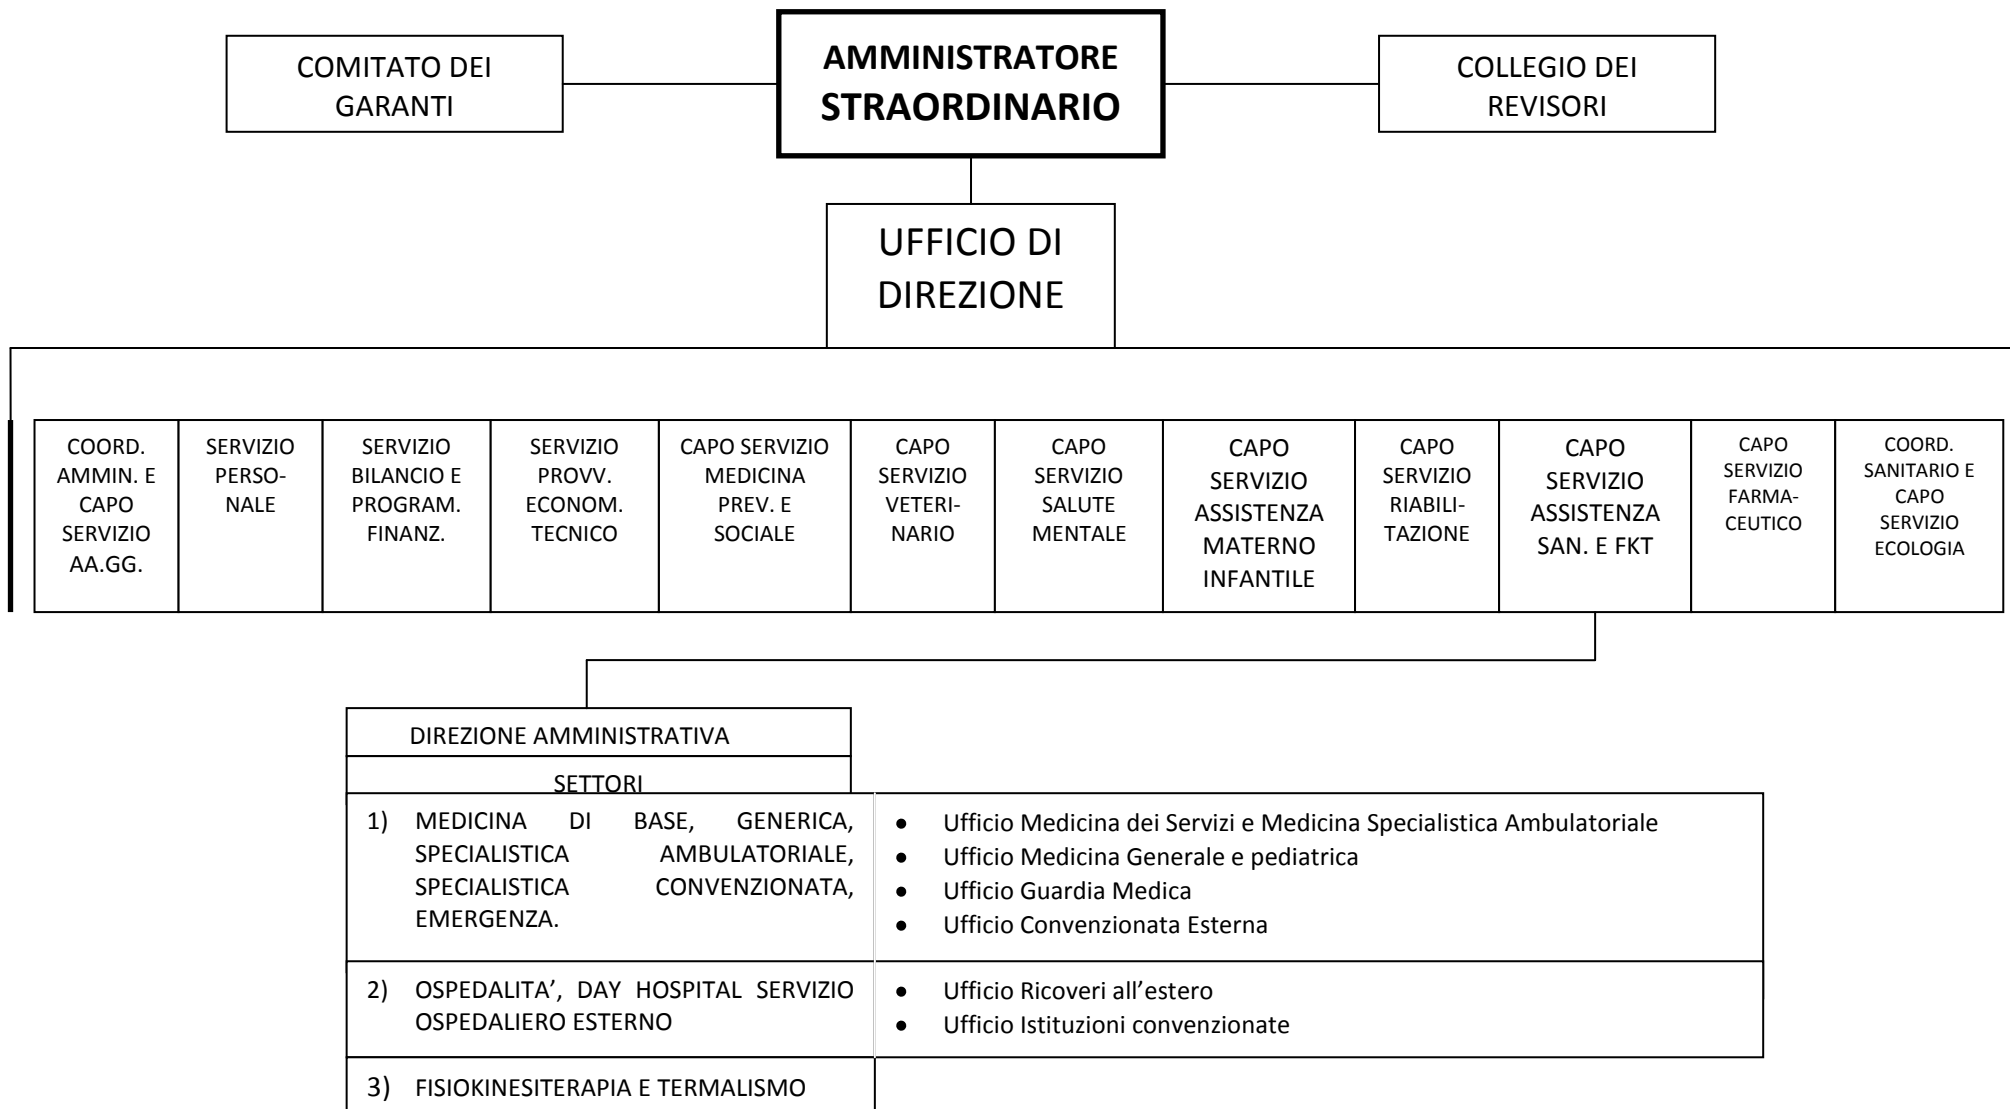 COMITATO DEI
GARANTI
AMMINISTRATORE
STRAORDINARIO
COLLEGIO DEI
REVISORI
UFFICIO DI
DIREZIONE
COORD.
AMMIN. E
CAPO
SERVIZIO
AA.GG.
SERVIZIO
PERSO-
NALE
SERVIZIO
BILANCIO E
PROGRAM.
FINANZ.
SERVIZIO
PROVV.
ECONOM.
TECNICO
CAPO SERVIZIO
MEDICINA
PREV. E
SOCIALE
CAPO
SERVIZIO
VETERI-
NARIO
CAPO
SERVIZIO
SALUTE
MENTALE
CAPO
SERVIZIO
ASSISTENZA
MATERNO
INFANTILE
CAPO
SERVIZIO
RIABILI-
TAZIONE
CAPO
SERVIZIO
ASSISTENZA
SAN. E FKT
CAPO
SERVIZIO
FARMA-
CEUTICO
COORD.
SANITARIO E
CAPO
SERVIZIO
ECOLOGIA
DIREZIONE AMMINISTRATIVA
SETTORI
1) MEDICINA DI BASE, GENERICA,
SPECIALISTICA AMBULATORIALE,
SPECIALISTICA CONVENZIONATA,
EMERGENZA.
• Ufficio Medicina dei Servizi e Medicina Specialistica Ambulatoriale
• Ufficio Medicina Generale e pediatrica
• Ufficio Guardia Medica
• Ufficio Convenzionata Esterna
2) OSPEDALITA’, DAY HOSPITAL SERVIZIO
OSPEDALIERO ESTERNO
• Ufficio Ricoveri all’estero
• Ufficio Istituzioni convenzionate
3) FISIOKINESITERAPIA E TERMALISMO